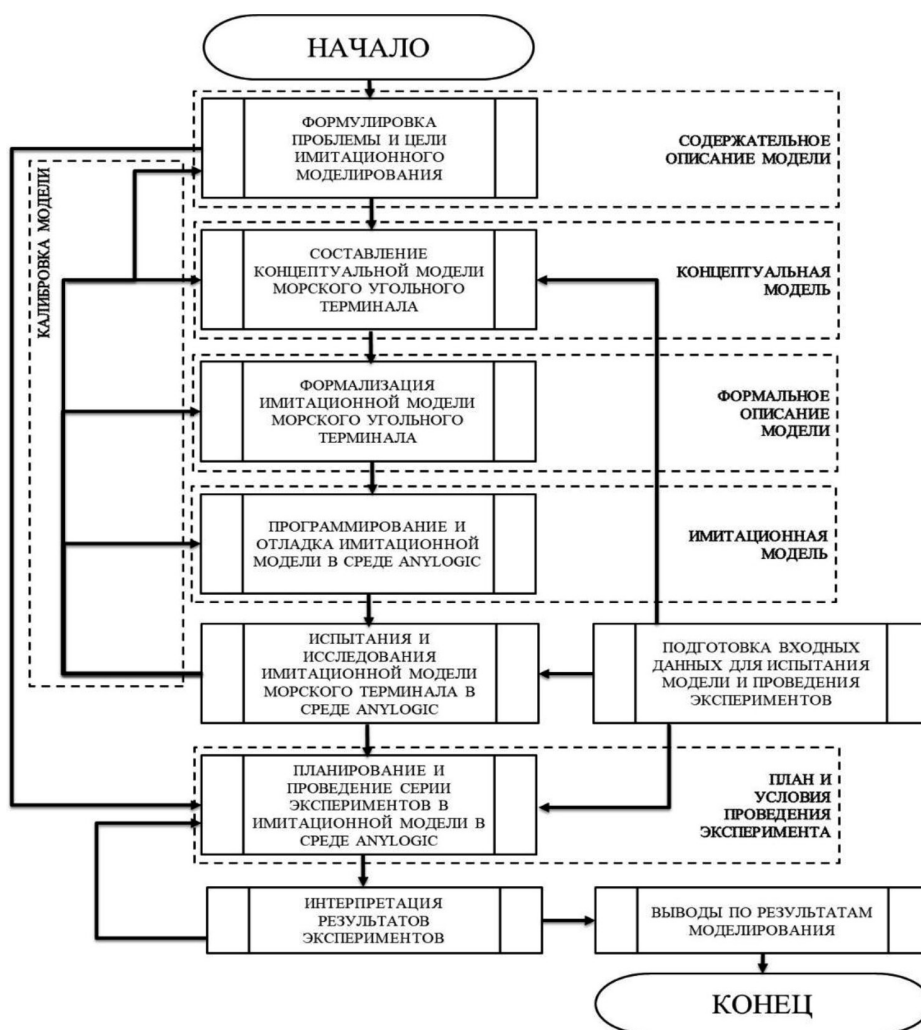 НАЧАЛО
ФОРМУЛИРОВКА
ПРОБЛЕМЫ И ЦЕЛИ
ИМИТАЦИОННОГО
МОДЕЛИРОВАНИЯ
СОДЕРЖАТЕЛЬНОЕ
ОПИСАНИЕ МОДЕЛИ
КАЛИБРОВКА МОДЕЛИ
СОСТАВЛЕНИЕ
КОНЦЕПТУАЛЬНОЙ МОДЕЛИ
МОРСКОГО УГОЛЬНОГО
ТЕРМИНАЛА
КОНЦЕПТУАЛЬНАЯ
МОДЕЛЬ
ФОРМАЛИЗАЦИЯ
ИМИТАЦИОННОЙ МОДЕЛИ
МОРСКОГО УГОЛЬНОГО
ТЕРМИНАЛА
ФОРМАЛЬНОЕ
ОПИСАНИЕ
МОДЕЛИ
ПРОГРАММИРОВАНИЕ И
ОТЛАДКА ИМИТАЦИОННОЙ
МОДЕЛИ В СРЕДЕ ANYLOGIC
ИМИТАЦИОННАЯ
МОДЕЛЬ
ИСПЫТАНИЯ И
ИССЛЕДОВАНИЯ
ИМИТАЦИОННОЙ МОДЕЛИ
МОРСКОГО ТЕРМИНАЛА В
СРЕДЕ ANYLOGIC
ПОДГОТОВКА ВХОДНЫХ
ДАННЫХ ДЛЯ ИСПЫТАНИЯ
МОДЕЛИ И ПРОВЕДЕНИЯ
ЭКСПЕРИМЕНТОВ
ПЛАНИРОВАНИЕ И
ПРОВЕДЕНИЕ СЕРИИ
ЭКСПЕРИМЕНТОВ В
ИМИТАЦИОННОЙ МОДЕЛИ В
СРЕДЕ ANYLOGIC
ПЛАН И
УСЛОВИЯ
ПРОВЕДЕНИЯ
ЭКСПЕРИМЕНТА
ИНТЕРПРЕТАЦИЯ
РЕЗУЛЬТАТОВ
ЭКСПЕРИМЕНТОВ
ВЫВОДЫ ПО РЕЗУЛЬТАТАМ
МОДЕЛИРОВАНИЯ
КОНЕЦ